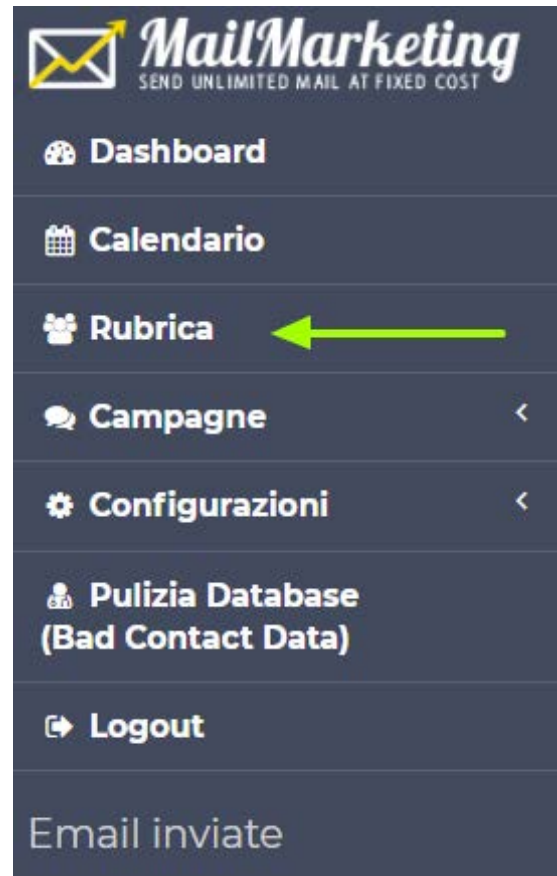 MailMarketing
SEND UNLIMITED MAIL AT FIXED COST
Dashboard
Calendario
Rubrica
Campagne
Configurazioni
Pulizia Database
(Bad Contact Data)
Logout
Email inviate